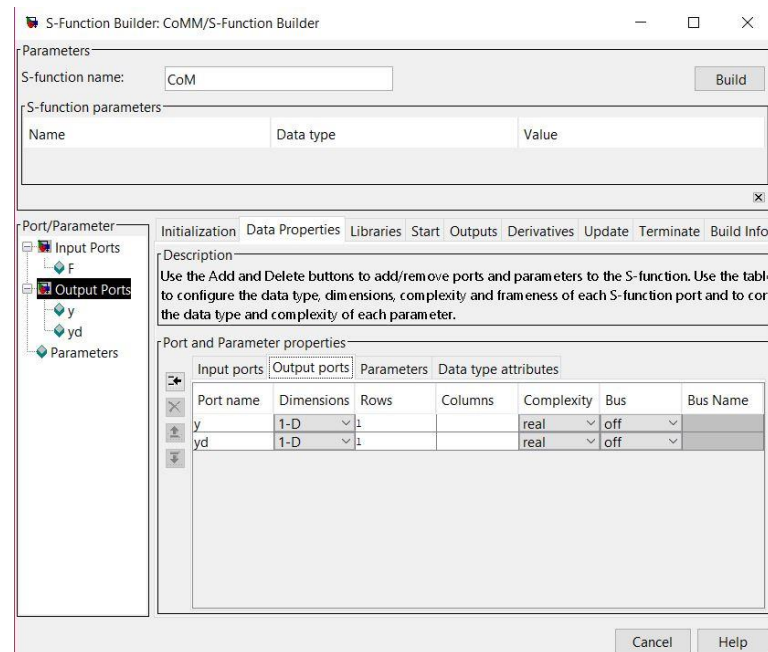 S-Function Builder: CoMM/S-Function Builder
Parameters
S-function name: CoM Build
S-function parameters
Name Data type Value
Port/Parameter
Input Ports
F
Output Ports
y
yd
Parameters
Initialization Data Properties Libraries Start Outputs Derivatives Update Terminate Build Info
Description
Use the Add and Delete buttons to add/remove ports and parameters to the S-function. Use the table
to configure the data type, dimensions, complexity and frameness of each S-function port and to cor
the data type and complexity of each parameter.
Port and Parameter properties
Input ports Output ports Parameters Data type attributes
Port name Dimensions Rows Columns Complexity Bus Bus Name
y 1-D 1 real off
yd 1-D 1 real off
Cancel Help